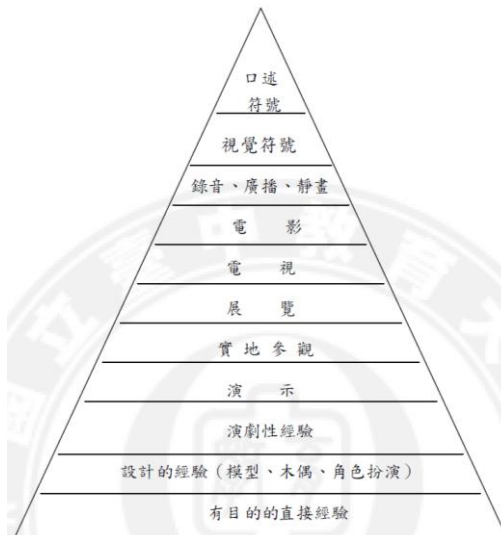 口述
符號
視覺符號
錄音、廣播、靜畫
電 影
電 視
展 覽
實 地 參 觀
演 示
演劇性經驗
設計的經驗（模型、木偶、角色扮演）
有目的的直接經驗